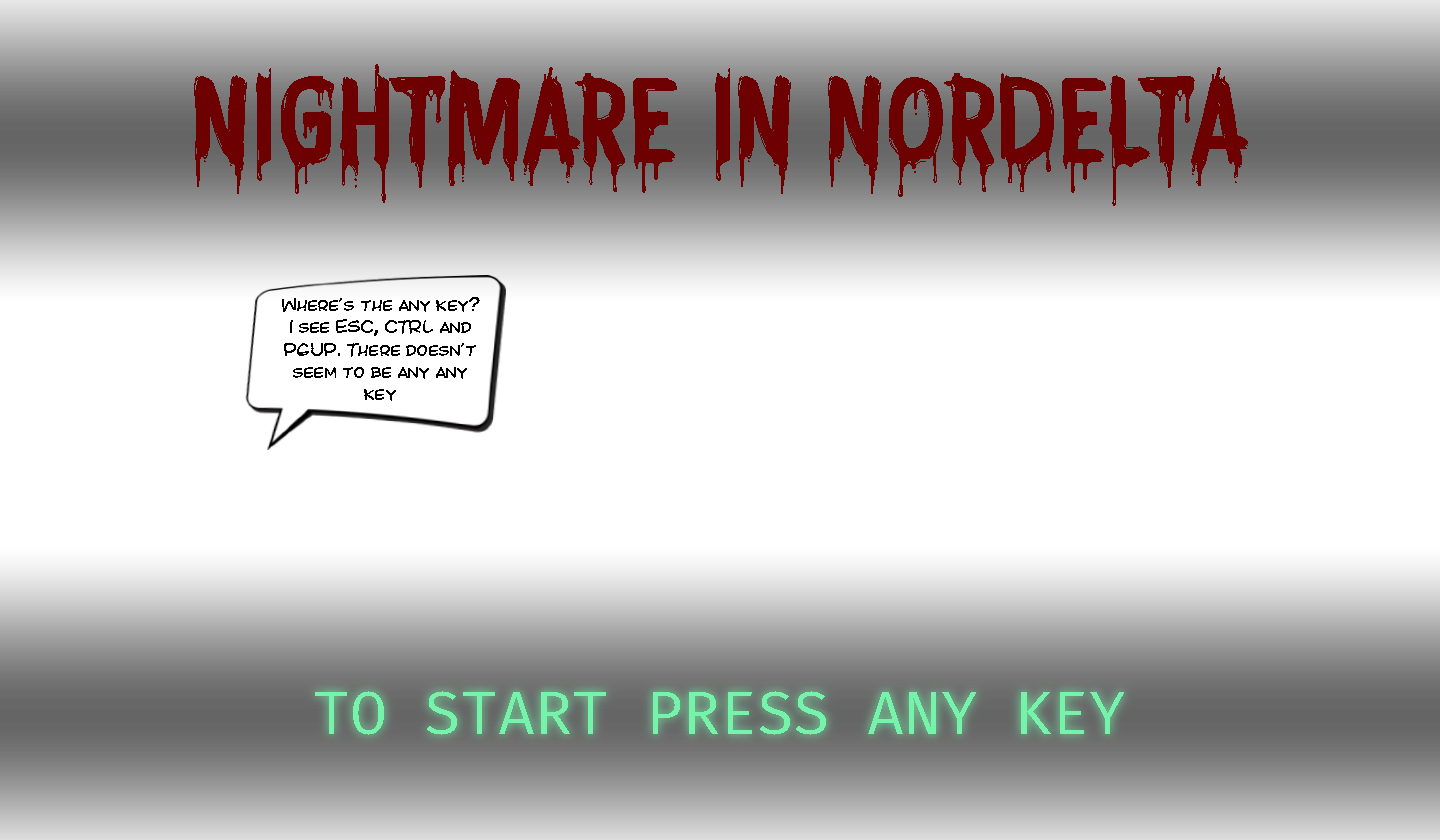 NIGHTMARE IN NORDELTA
WHERE'S THE ANY KEY?
I SEE ESC, CTRL AND
PGUP. THERE DOESN'T
SEEM TO BE ANY ANY
KEY
TO START PRESS ANY KEY